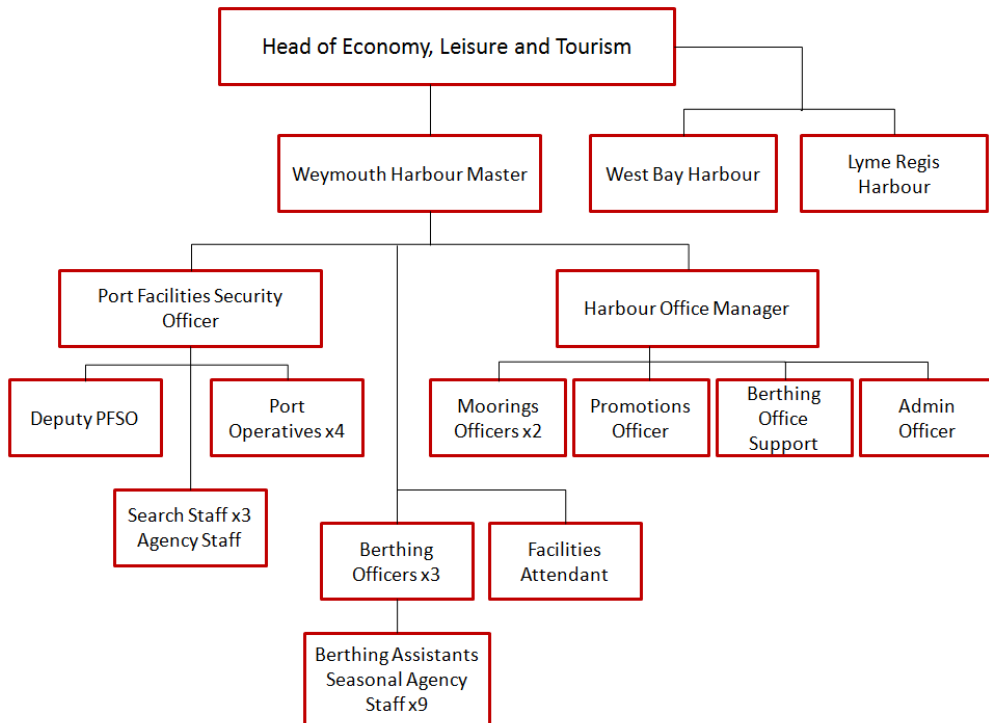 Head of Economy, Leisure and Tourism
Weymouth Harbour Master
West Bay Harbour
Lyme Regis
Harbour
Port Facilities Security
Officer
Harbour Office Manager
Deputy PFSO
Port
Operatives x4
Moorings
Officers x2
Promotions
Officer
Berthing
Office
Support
Admin
Officer
Search Staff x3
Agency Staff
Berthing
Officers x3
Facilities
Attendant
Berthing Assistants
Seasonal Agency
Staff x9